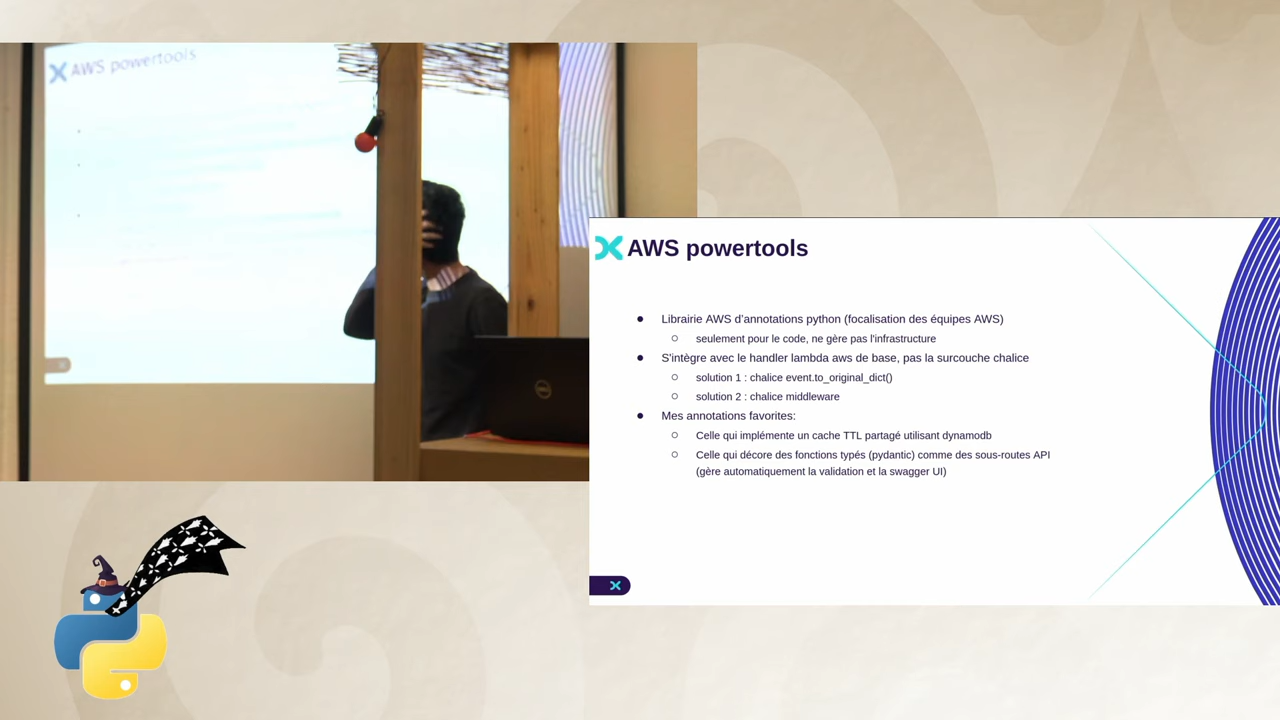 AWS powertools
AWS powertools
Librairie AWS d'annotations python (focalisation des équipes AWS)
seulement pour le code, ne gère pas l'infrastructure
S'intègre avec le handler lambda aws de base, pas la surcouche chalice
solution 1 : chalice event.to_original_dict()
solution 2 : chalice middleware
Mes annotations favorites:
Celle qui implémente un cache TTL partagé utilisant dynamodb
Celle qui décore des fonctions typés (pydantic) comme des sous-routes API
(gère automatiquement la validation et la swagger UI)
DELL